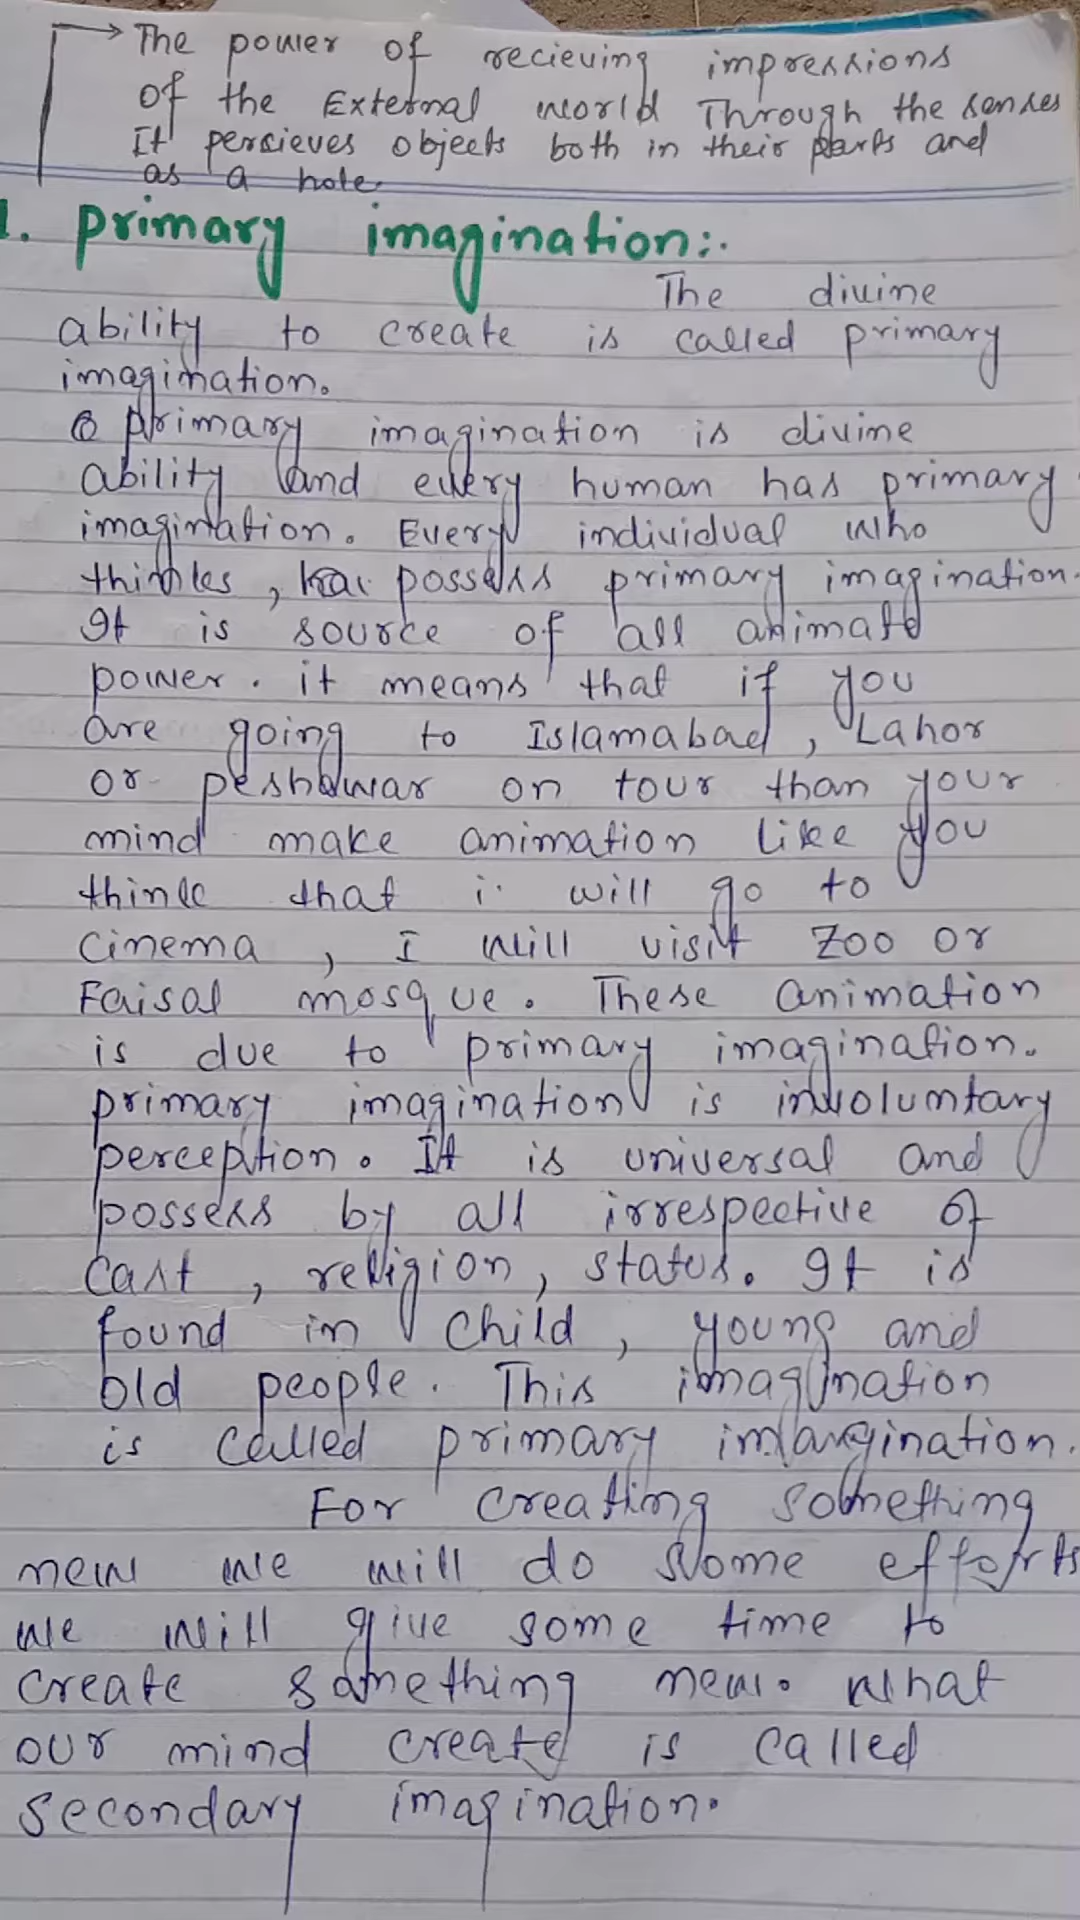 The power of recieving impressions
of the External world Through the senses
It percieves objects both in their parts and
as a hole.
1. primary imagination:.
The divine
ability to create is called primary
imagination.
primary imagination is divine
ability and every human has primary
imagination. Every individual who
thinkes, possess primary imagination.
It is source of all animate
power. it means that if you
are going to Islamabad, Lahor
or peshawar on tour than your
mind make animation like you
think that i will go to
cinema, I will visit zoo or
Faisal mosque. These animation
is due to primary imagination.
primary imagination is involuntary
perception. It is universal and
possess by all irrespective of
cast, religion, status. It is
found in child, young and
old people. This imagination
is called primary imagination.
For creating something
new we will do some efforts
we will give some time to
create something new. what
our mind create is called
secondary imagination.